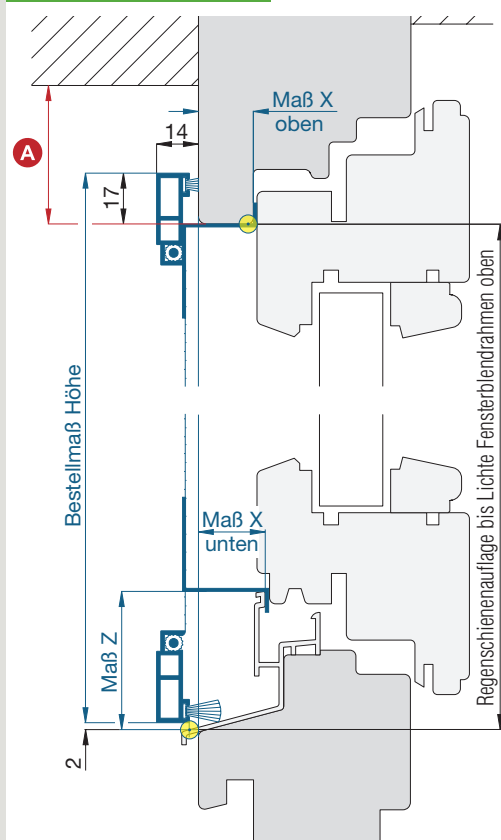 Maß X
oben
14
A
17
Bestellmaß Höhe
Regenschienenauflage bis Lichte Fensterblendrahmen oben
Maß X
unten
Maß Z
2